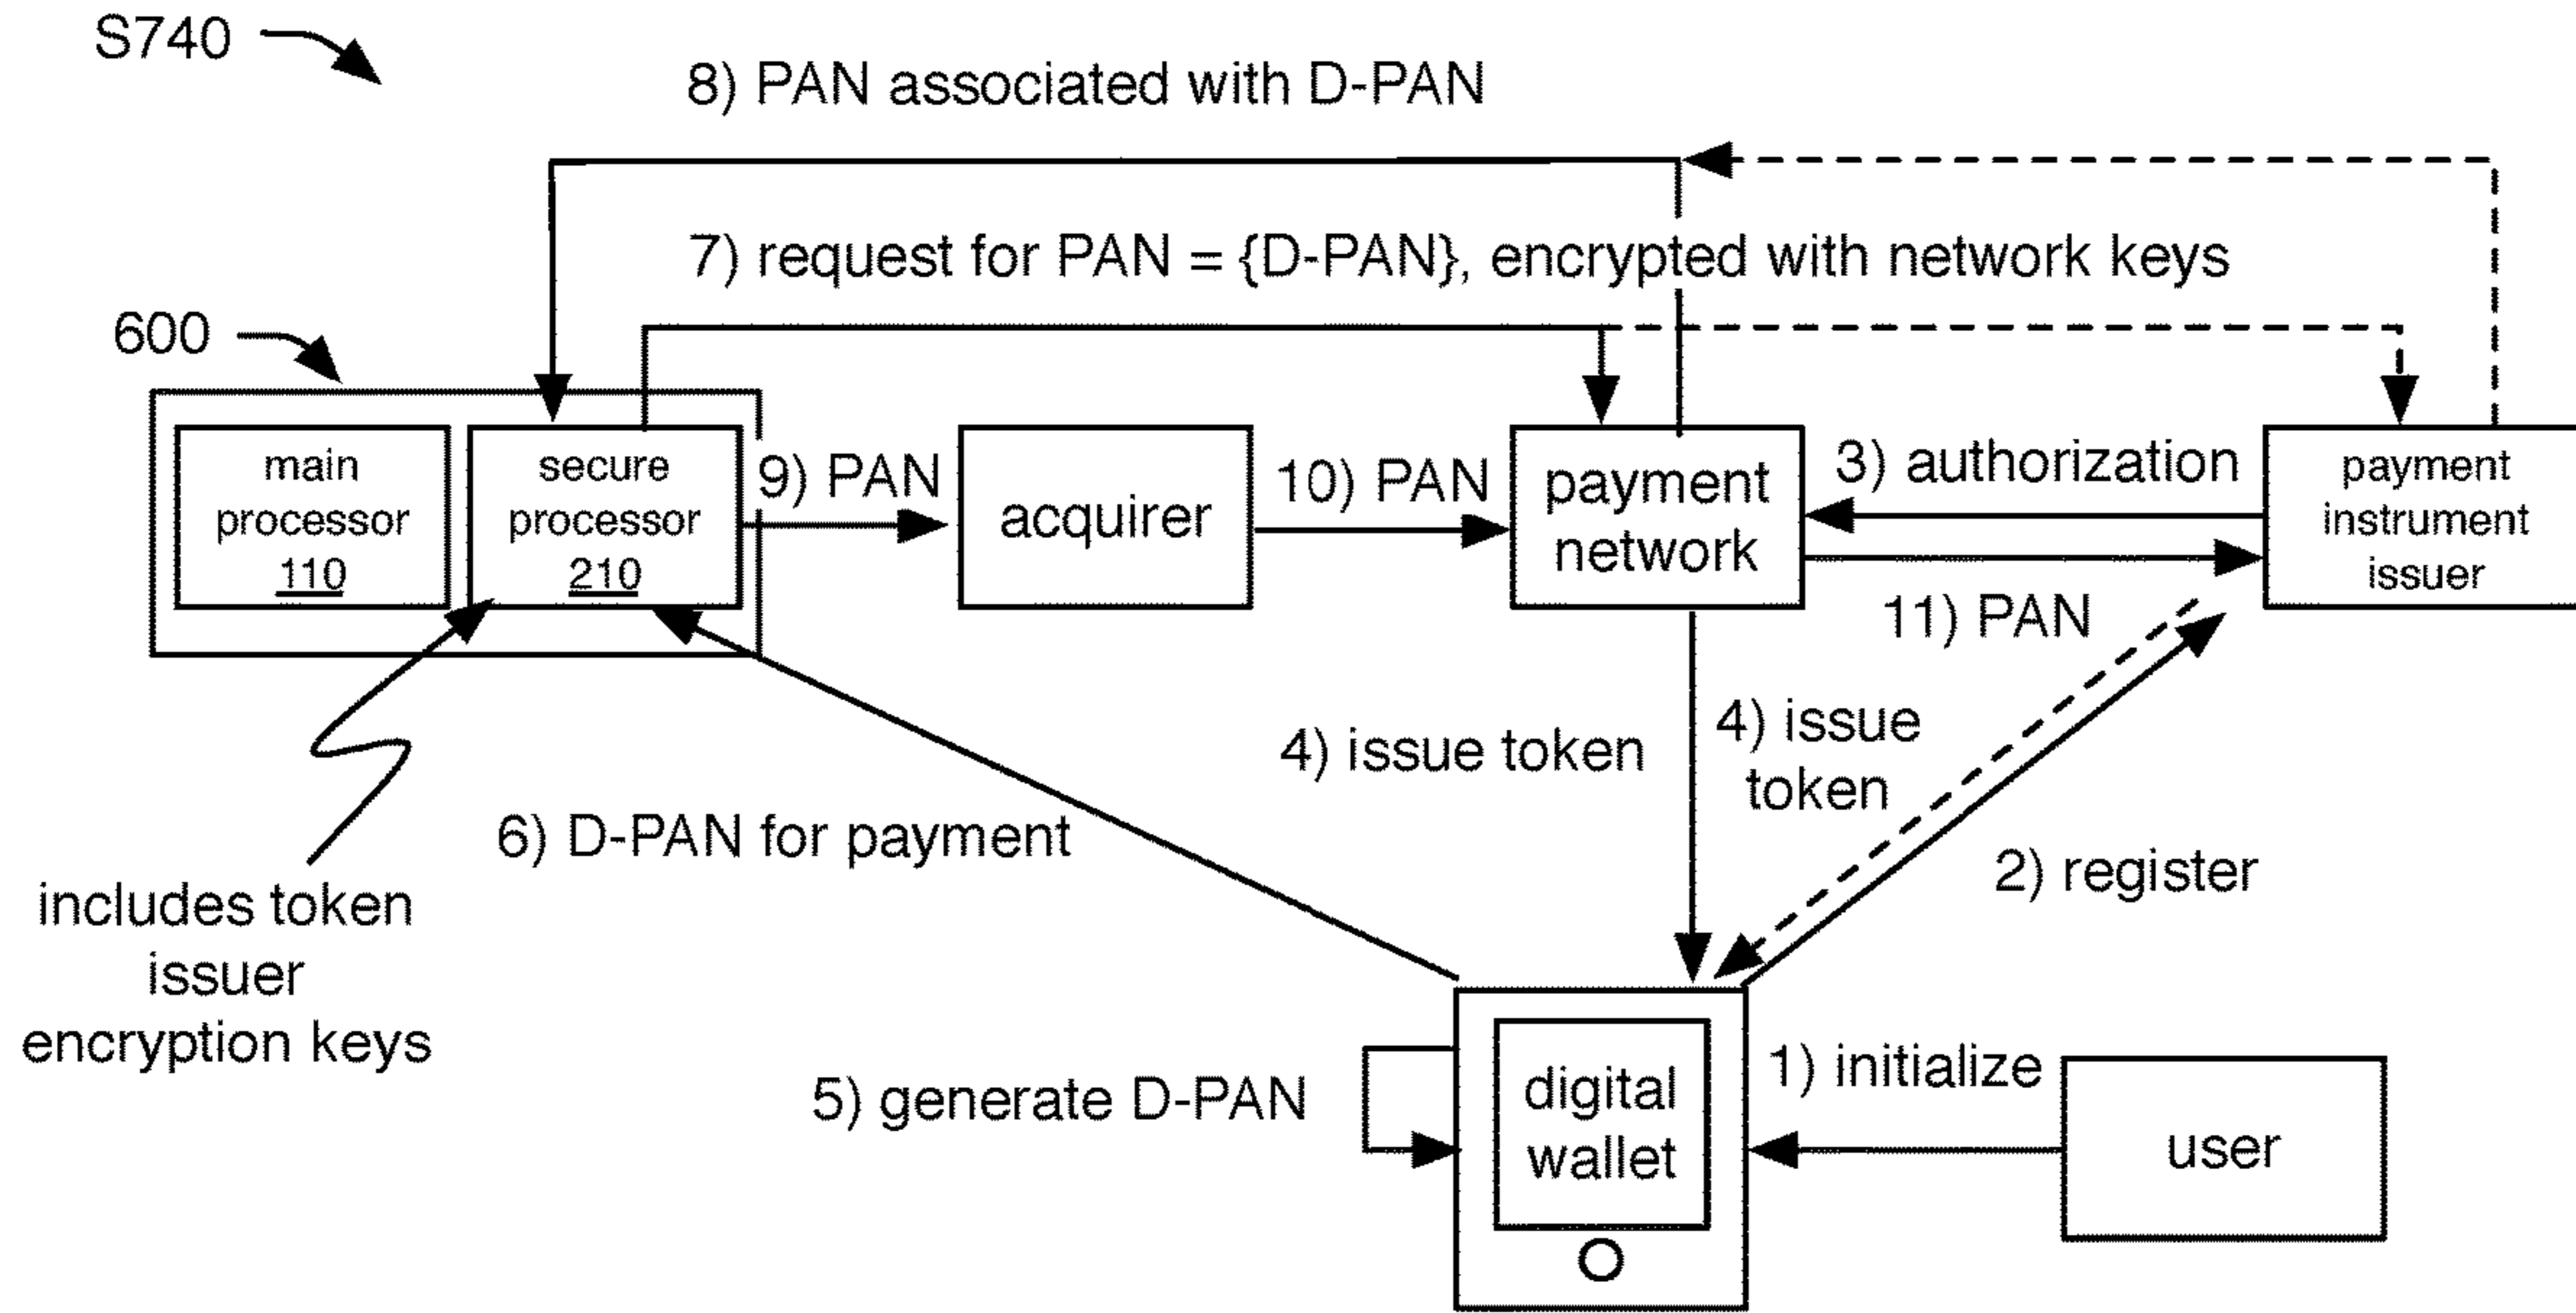 S740
8) PAN associated with D-PAN
7) request for PAN = {D-PAN}, encrypted with network keys
600
main
processor
110
secure
processor
210
9) PAN
acquirer
10) PAN
payment
network
3) authorization
11) PAN
payment
instrument
issuer
4) issue token
4) issue
token
2) register
6) D-PAN for payment
includes token
issuer
encryption keys
5) generate D-PAN
digital
wallet
1) initialize
user